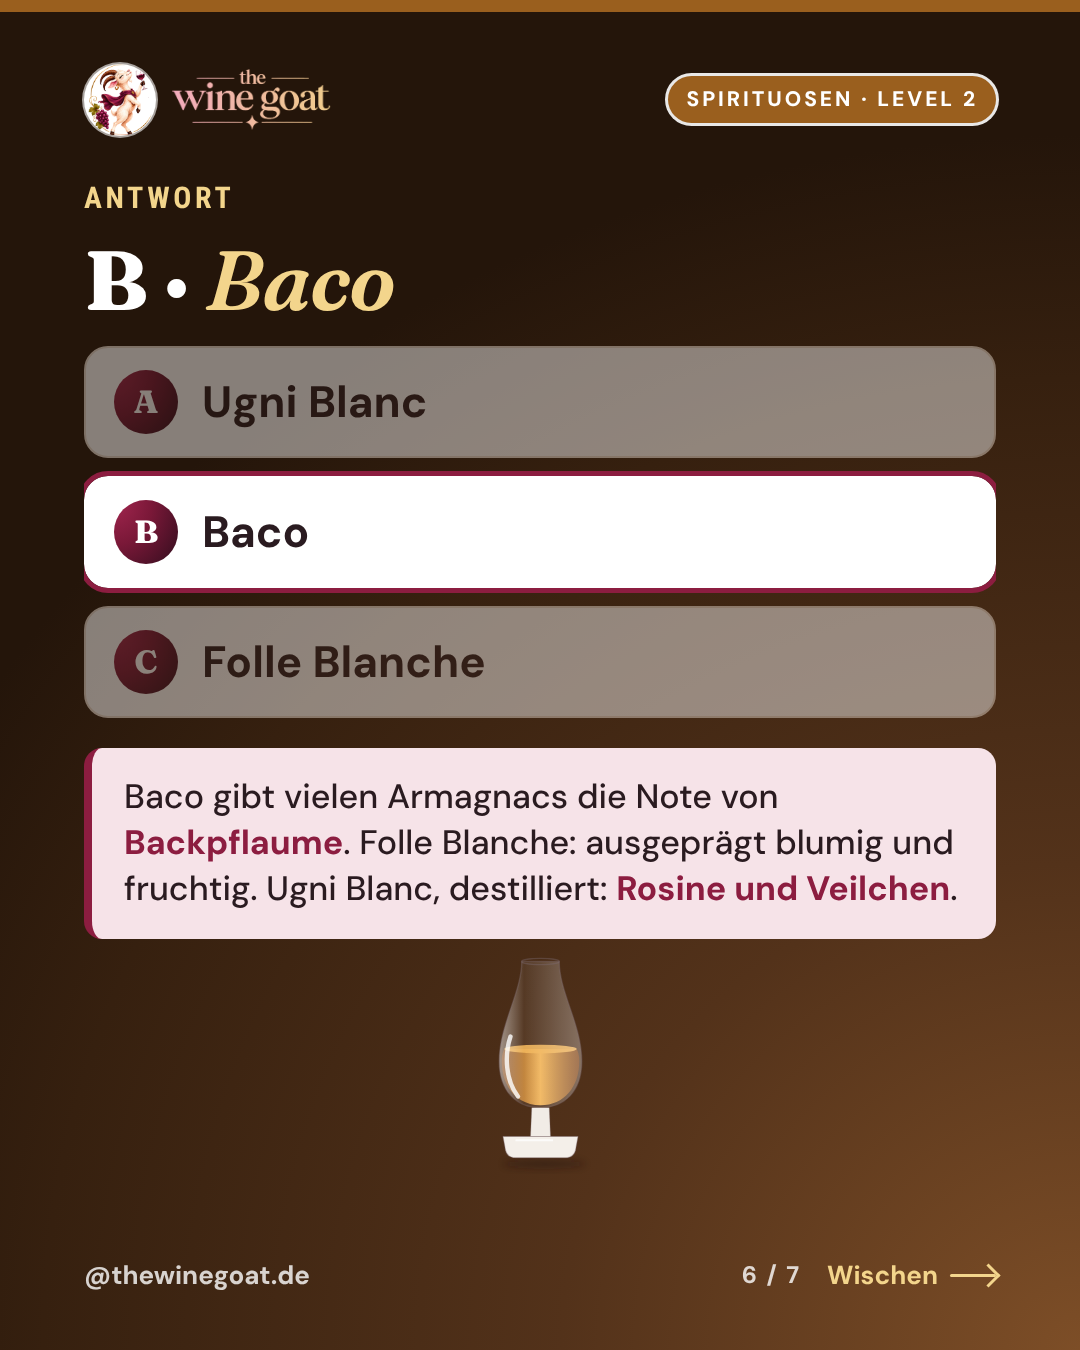 the
wine goat
SPIRITUOSEN · LEVEL 2
ANTWORT
B · Baco
A Ugni Blanc
B Baco
C Folle Blanche
Baco gibt vielen Armagnacs die Note von
Backpflaume. Folle Blanche: ausgeprägt blumig und
fruchtig. Ugni Blanc, destilliert: Rosine und Veilchen.
@thewinegoat.de
6 / 7 Wischen